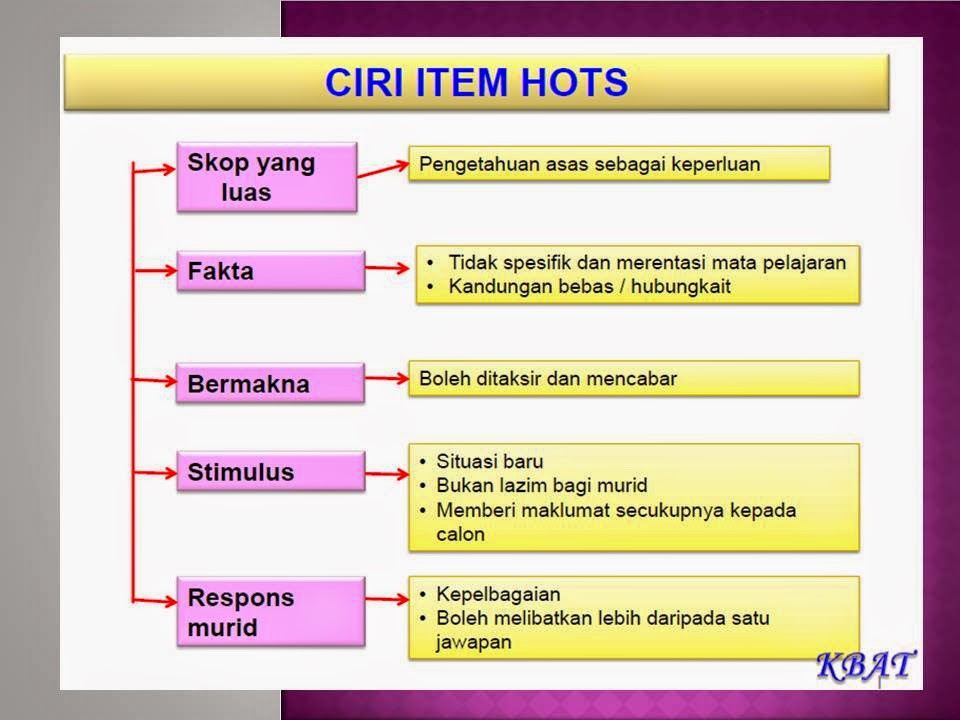 CIRI ITEM HOTS
Skop yang
luas
Pengetahuan asas sebagai keperluan
Fakta
• Tidak spesifik dan merentasi mata pelajaran
• Kandungan bebas / hubungkait
Bermakna
Boleh ditaksir dan mencabar
Stimulus
• Situasi baru
• Bukan lazim bagi murid
• Memberi maklumat secukupnya kepada
calon
Respons
murid
• Kepelbagaian
• Boleh melibatkan lebih daripada satu
jawapan
KBAT